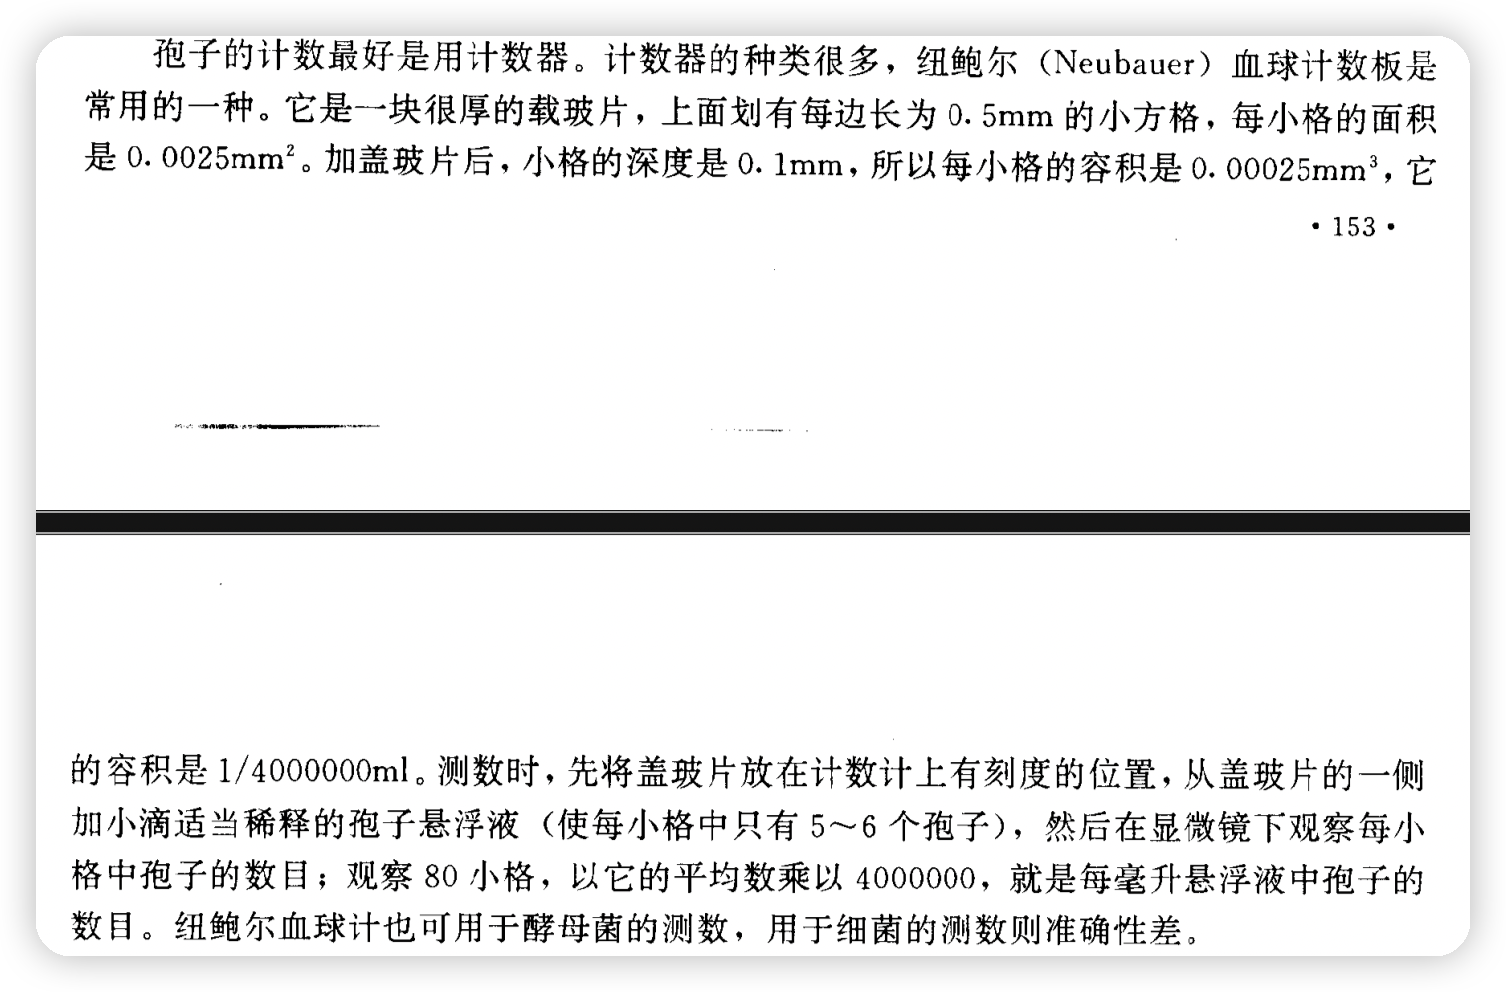 孢子的计数最好是用计数器。计数器的种类很多，纽鲍尔（Neubauer）血球计数板是
常用的一种。它是一块很厚的载玻片，上面划有每边长为 0.5mm 的小方格，每小格的面积
是 0.0025mm²。加盖玻片后，小格的深度是 0.1mm，所以每小格的容积是 0.00025mm³，它
• 153 •
的容积是 1/4000000ml。测数时，先将盖玻片放在计数计上有刻度的位置，从盖玻片的一侧
加小滴适当稀释的孢子悬浮液（使每小格中只有 5～6 个孢子），然后在显微镜下观察每小
格中孢子的数目；观察 80 小格，以它的平均数乘以 4000000，就是每毫升悬浮液中孢子的
数目。纽鲍尔血球计也可用于酵母菌的测数，用于细菌的测数则准确性差。